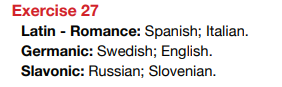 Exercise 27
Latin - Romance: Spanish; Italian.
Germanic: Swedish; English.
Slavonic: Russian; Slovenian.